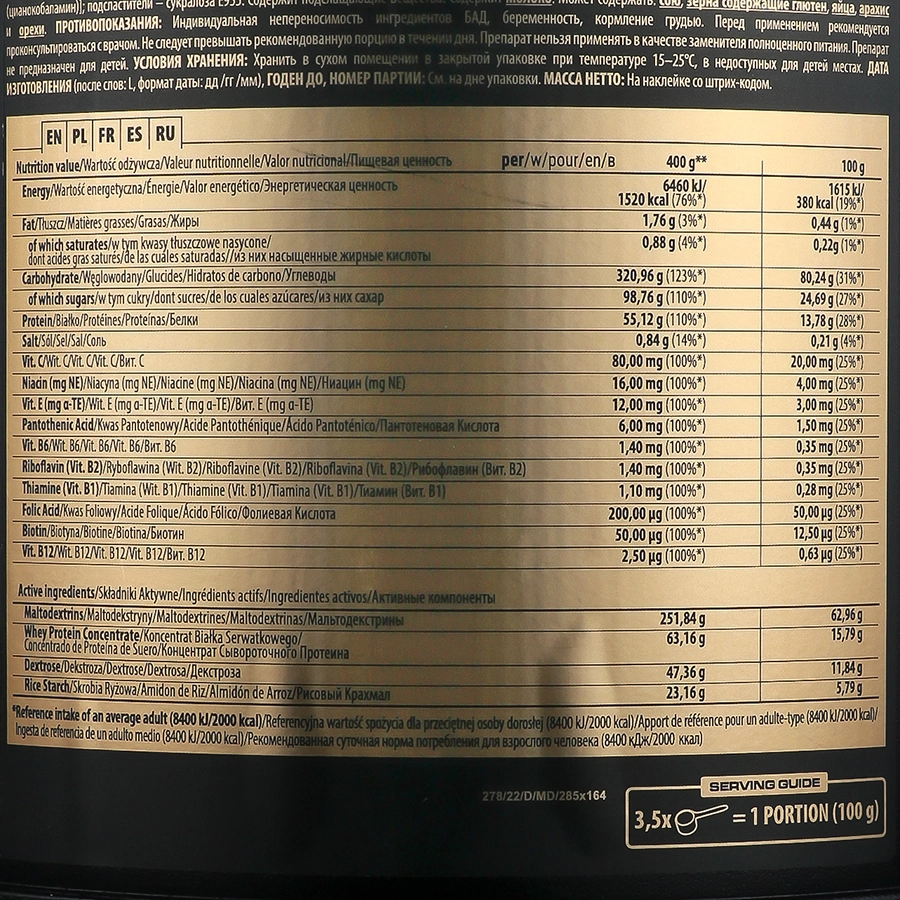 (цианокобаламин)]; подсластители – сукралоза Е955.
и орехи. ПРОТИВОПОКАЗАНИЯ: Индивидуальная непереносимость ингредиентов БАД, беременность, кормление грудью. Перед применением рекомендуется
проконсультироваться с врачом. Не следует превышать рекомендованную порцию в течении дня. Препарат нельзя применять в качестве заменителя полноценного питания. Препарат
не предназначен для детей. УСЛОВИЯ ХРАНЕНИЯ: Хранить в сухом помещении в закрытой упаковке при температуре 15–25°С, в недоступных для детей местах. ДАТА
ИЗГОТОВЛЕНИЯ (после слов: L, формат даты: дд /гг /мм), ГОДЕН ДО, НОМЕР ПАРТИИ: См. на дне упаковки. МАССА НЕТТО: На наклейке со штрих-кодом.
EN PL FR ES RU
Nutrition value/Wartość odżywcza/Valeur nutritionnelle/Valor nutricional/Пищевая ценность per/w/pour/en/в 400 g** 100 g
Energy/Wartość energetyczna/Énergie/Valor energético/Энергетическая ценность 6460 kJ/ 1615 kJ/
1520 kcal (76%*) 380 kcal (19%*)
Fat/Tłuszcz/Matières grasses/Grasas/Жиры 1,76 g (3%*) 0,44 g (1%*)
of which saturates/w tym kwasy tłuszczowe nasycone/ 0,88 g (4%*) 0,22g (1%*)
dont acides gras saturés/de las cuales saturadas//из них насыщенные жирные кислоты
Carbohydrate/Węglowodany/Glucides/Hidratos de carbono/Углеводы 320,96 g (123%*) 80,24 g (31%*)
of which sugars/w tym cukry/dont sucres/de los cuales azúcares/из них сахар 98,76 g (110%*) 24,69 g (27%*)
Protein/Białko/Protéines/Proteínas/Белки 55,12 g (110%*) 13,78 g (28%*)
Salt/Sól/Sel/Sal/Соль 0,84 g (14%*) 0,21 g (4%*)
Vit. C/Wit. C/Vit. C/Vit. C/Вит. С 80,00 mg (100%*) 20,00 mg (25%*)
Niacin (mg NE)/Niacyna (mg NE)/Niacine (mg NE)/Niacina (mg NE)/Ниацин (mg NE) 16,00 mg (100%*) 4,00 mg (25%*)
Vit. E (mg α-TE)/Wit. E (mg α-TE)/Vit. E (mg α-TE)/Вит. Е (mg α-TE) 12,00 mg (100%*) 3,00 mg (25%*)
Pantothenic Acid/Kwas Pantotenowy/Acide Pantothénique/Ácido Pantoténico/Пантотеновая Кислота 6,00 mg (100%*) 1,50 mg (25%*)
Vit. B6/Wit. B6/Vit. B6/Vit. B6/Вит. B6 1,40 mg (100%*) 0,35 mg (25%*)
Riboflavin (Vit. B2)/Ryboflawina (Wit. B2)/Riboflavine (Vit. B2)/Riboflavina (Vit. B2)/Рибофлавин (Вит. B2) 1,40 mg (100%*) 0,35 mg (25%*)
Thiamine (Vit. B1)/Tiamina (Wit. B1)/Thiamine (Vit. B1)/Tiamina (Vit. B1)/Тиамин (Вит. B1) 1,10 mg (100%*) 0,28 mg (25%*)
Folic Acid/Kwas Foliowy/Acide Folique/Ácido Fólico/Фолиевая Кислота 200,00 µg (100%*) 50,00 µg (25%*)
Biotin/Biotyna/Biotine/Biotina/Биотин 50,00 µg (100%*) 12,50 µg (25%*)
Vit. B12/Wit. B12/Vit. B12/Vit. B12/Вит. B12 2,50 µg (100%*) 0,63 µg (25%*)
Active ingredients/Składniki Aktywne/Ingrédients actifs/Ingredientes activos/Активные компоненты
Maltodextrins/Maltodekstryny/Maltodextrines/Maltodextrinas/Мальтодекстрины 251,84 g 62,96 g
Whey Protein Concentrate/Koncentrat Białka Serwatkowego/ 63,16 g 15,79 g
Concentrado de Proteína de Suero/Концентрат Сывороточного Протеина
Dextrose/Dekstroza/Dextrose/Dextrosa/Декстроза 47,36 g 11,84 g
Rice Starch/Skrobia Ryżowa/Amidon de Riz/Almidón de Arroz/Рисовый Крахмал 23,16 g 5,79 g
*Reference intake of an average adult (8400 kJ/2000 kcal)/Referencyjna wartość spożycia dla przeciętnej osoby dorosłej (8400 kJ/2000 kcal)/Apport de référence pour un adulte-type (8400 kJ/2000 kcal)/
Ingesta de referencia de un adulto medio (8400 kJ/2000 kcal)/Рекомендованная суточная норма потребления для взрослого человека (8400 кДж/2000 ккал)
278/22/D/MD/285x164
SERVING GUIDE
3,5x = 1 PORTION (100 g)